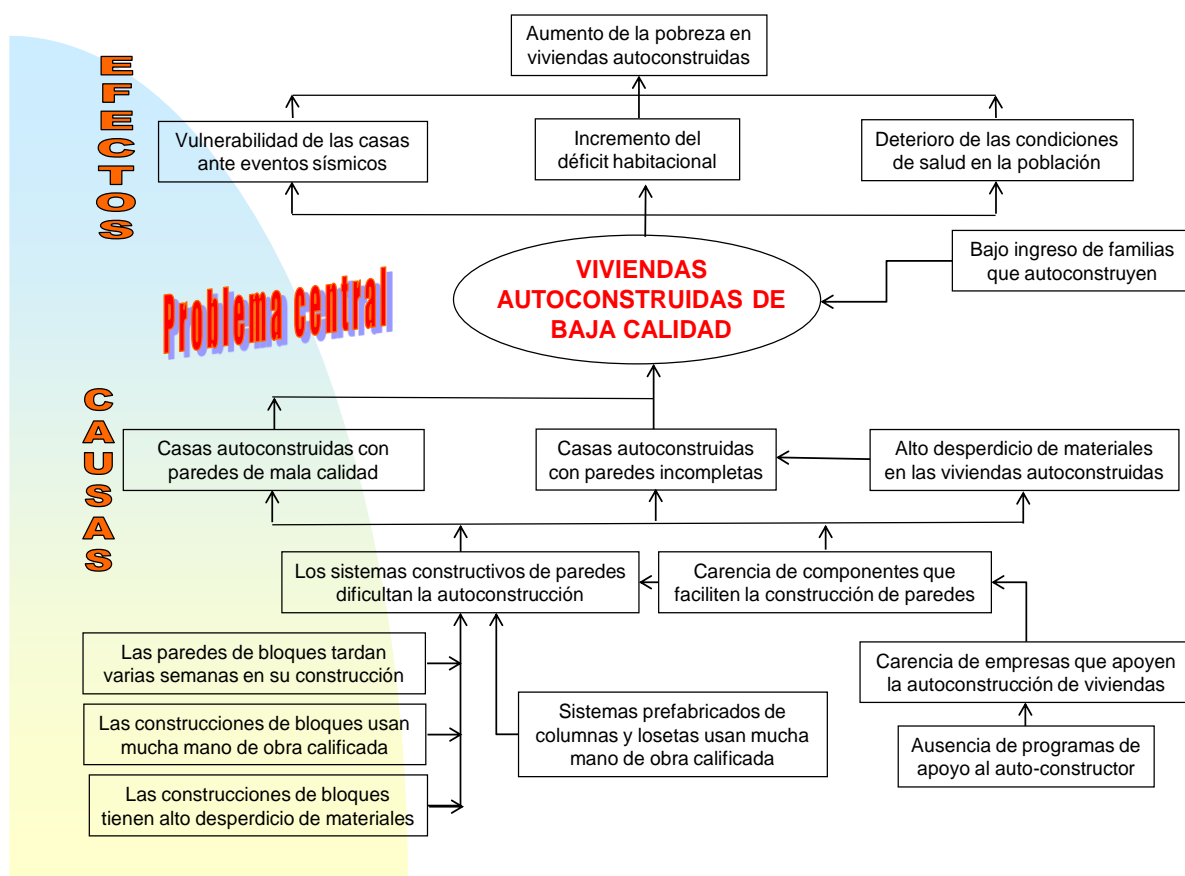 Aumento de la pobreza en
viviendas autoconstruidas
EFECTOS
Vulnerabilidad de las casas
ante eventos sísmicos
Incremento del
déficit habitacional
Deterioro de las condiciones
de salud en la población
Bajo ingreso de familias
que autoconstruyen
VIVIENDAS
AUTOCONSTRUIDAS DE
BAJA CALIDAD
Problema central
CAUSAS
Casas autoconstruidas con
paredes de mala calidad
Casas autoconstruidas
con paredes incompletas
Alto desperdicio de materiales
en las viviendas autoconstruidas
Los sistemas constructivos de paredes
dificultan la autoconstrucción
Carencia de componentes que
faciliten la construcción de paredes
Las paredes de bloques tardan
varias semanas en su construcción
Carencia de empresas que apoyen
la autoconstrucción de viviendas
Las construcciones de bloques usan
mucha mano de obra calificada
Sistemas prefabricados de
columnas y losetas usan mucha
mano de obra calificada
Ausencia de programas de
apoyo al auto-constructor
Las construcciones de bloques
tienen alto desperdicio de materiales